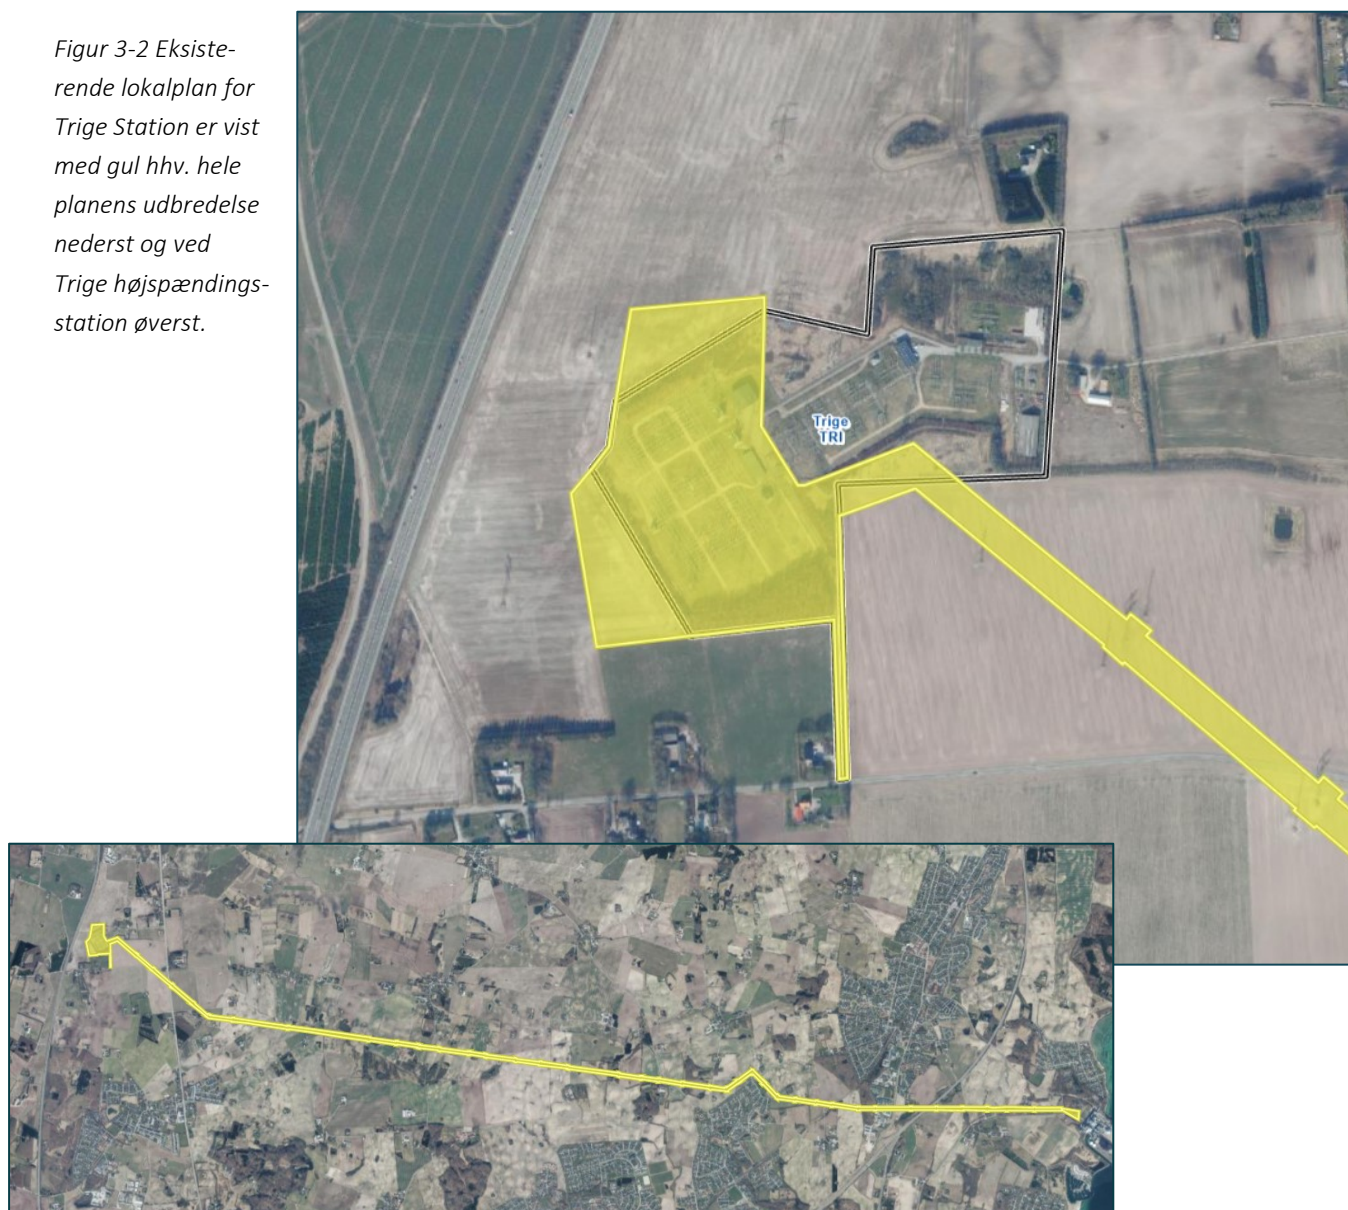 Figur 3-2 Eksiste-
rende lokalplan for
Trige Station er vist
med gul hhv. hele
planens udbredelse
nederst og ved
Trige højspændings-
station øverst.
Trige
TRI